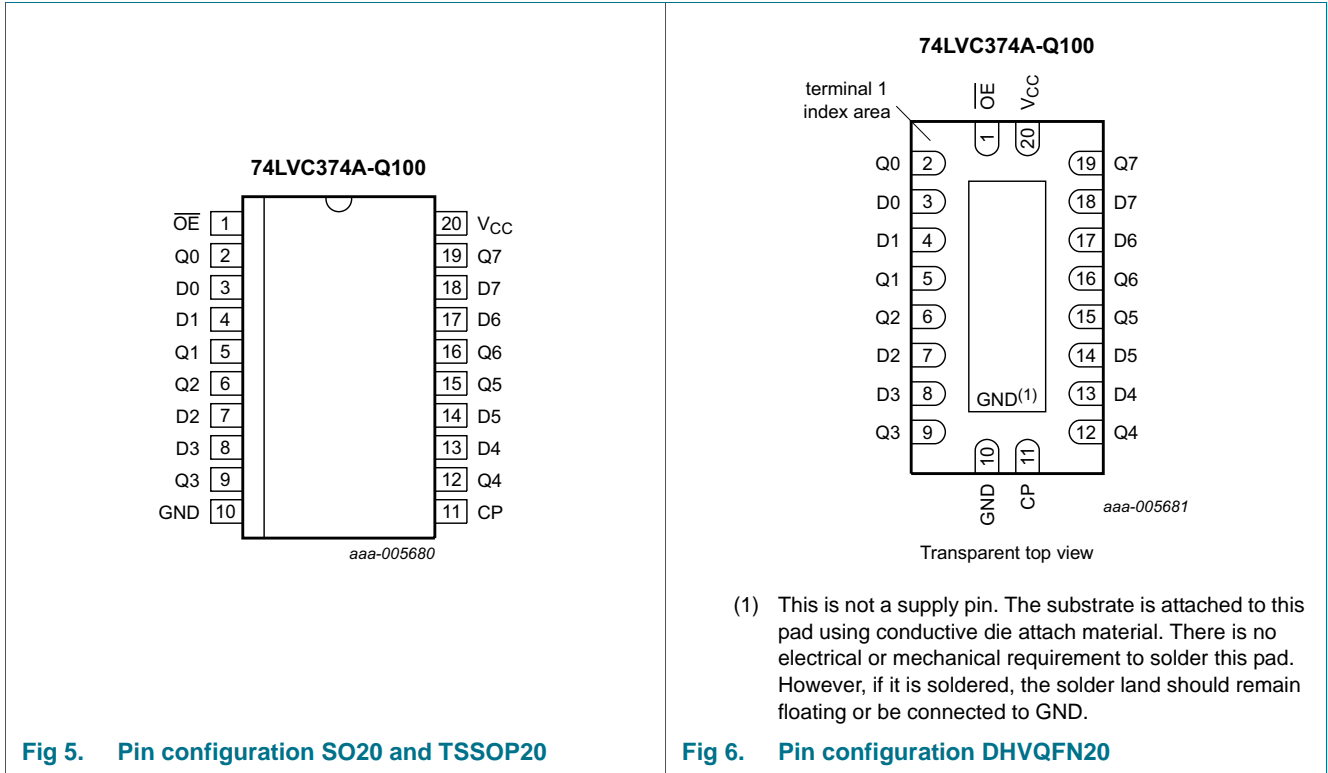 74LVC374A-Q100
OE 1 20 VCC
Q0 2 19 Q7
D0 3 18 D7
D1 4 17 D6
Q1 5 16 Q6
Q2 6 15 Q5
D2 7 14 D5
D3 8 13 D4
Q3 9 12 Q4
GND 10 11 CP
aaa-005680
Fig 5. Pin configuration SO20 and TSSOP20
74LVC374A-Q100
terminal 1
index area
OE VCC
1 20
Q0 2 19 Q7
D0 3 18 D7
D1 4 17 D6
Q1 5 16 Q6
Q2 6 15 Q5
D2 7 14 D5
D3 8 GND(1) 13 D4
Q3 9 12 Q4
10 11
GND CP
aaa-005681
Transparent top view
(1) This is not a supply pin. The substrate is attached to this
pad using conductive die attach material. There is no
electrical or mechanical requirement to solder this pad.
However, if it is soldered, the solder land should remain
floating or be connected to GND.
Fig 6. Pin configuration DHVQFN20